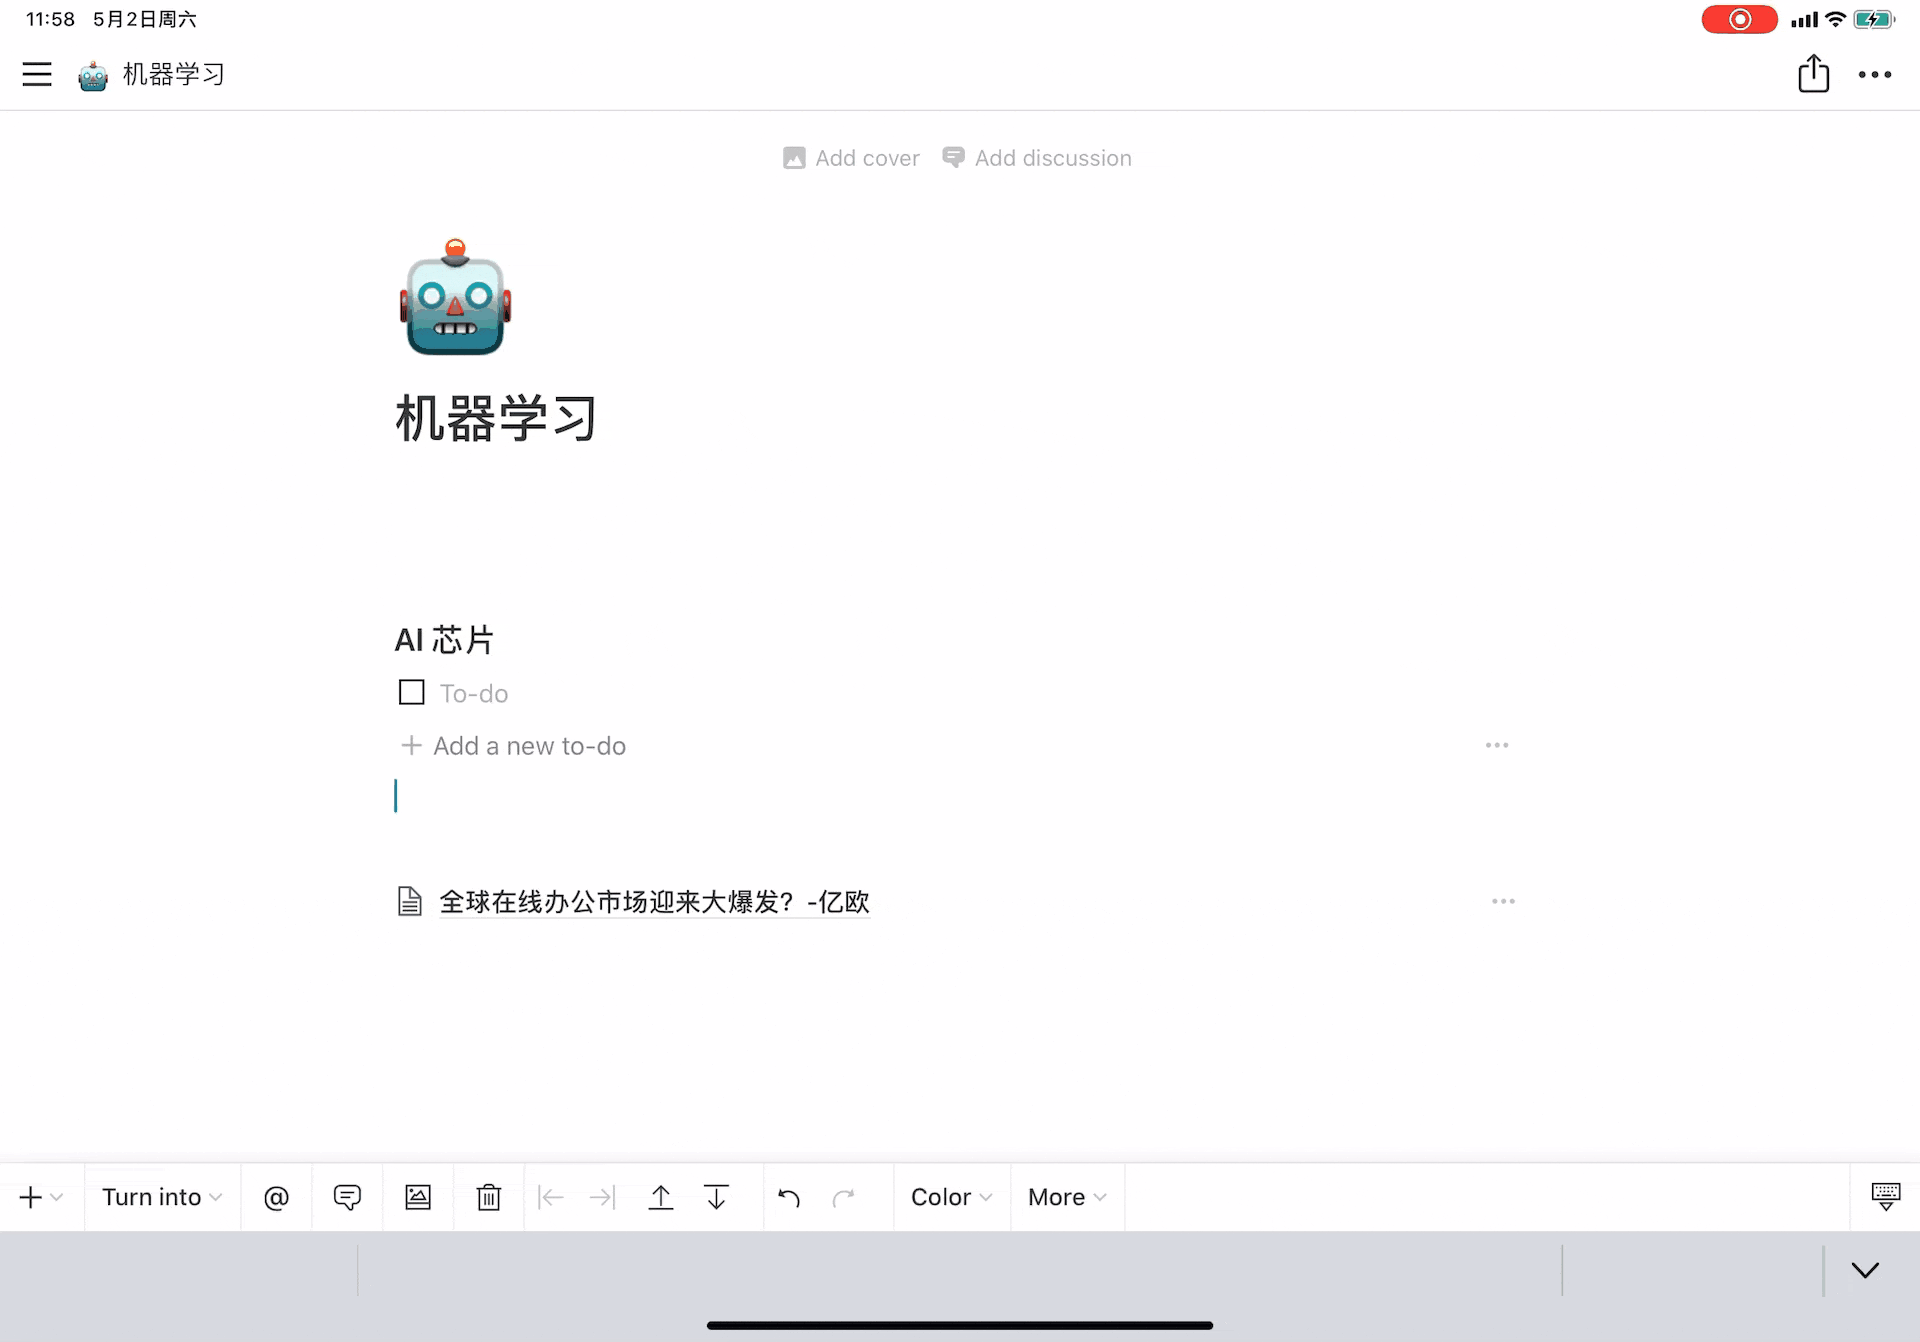 11:58 5月2日周六
机器学习
Add cover Add discussion
机器学习
AI 芯片
To-do
Add a new to-do
全球在线办公市场迎来大爆发？-亿欧
Turn into @ Color More